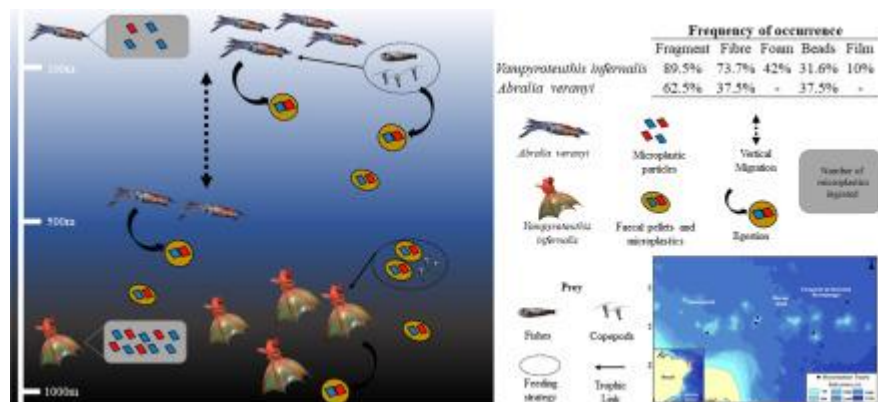 500m
1000m
Frequency of occurrence
Fragment Fibre Foam Beads Film
Vampyroteuthis infernalis 89.5% 73.7% 42% 31.6% 10%
Abralia veranyi 62.5% 37.5% - 37.5% -
Abralia veranyi
Microplastic particles
Vertical Migration
Number of microplastics ingested
Vampyroteuthis infernalis
Faecal pellets and microplastics
Egestion
Prey
Fishes
Copepods
Feeding strategy
Trophic Link